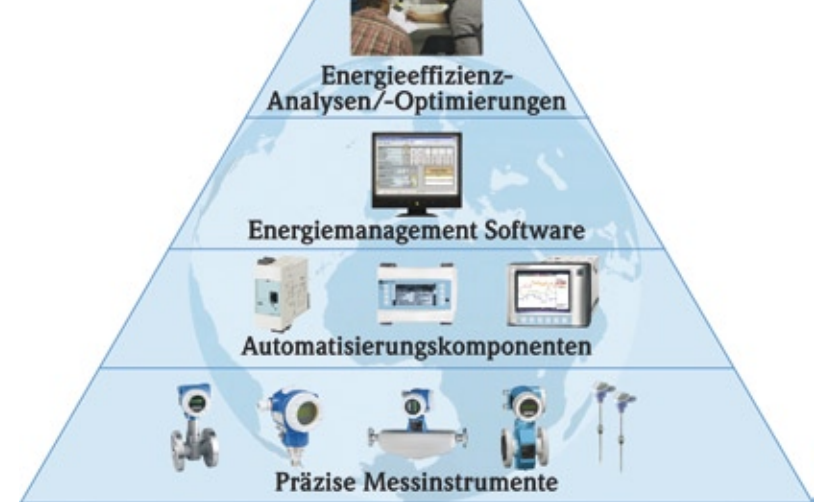 Energieeffizienz-
Analysen/-Optimierungen
Energiemanagement Software
Automatisierungskomponenten
Präzise Messinstrumente